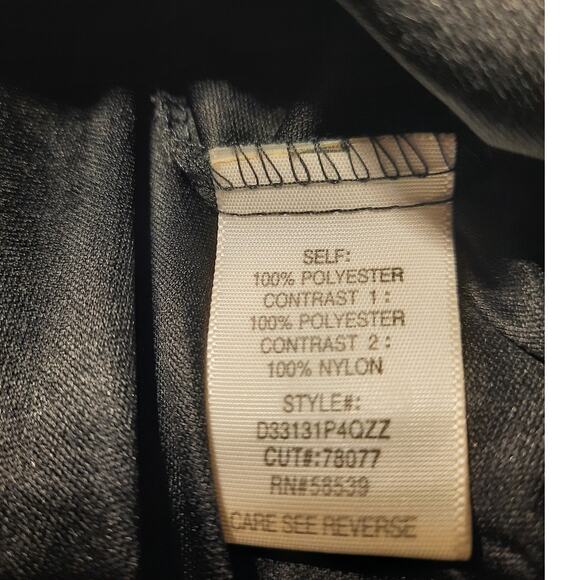 SELF:
100% POLYESTER
CONTRAST 1 :
100% POLYESTER
CONTRAST 2 :
100% NYLON
STYLE#:
D33131P4QZZ
CUT#:78077
RN#58539
CARE SEE REVERSE